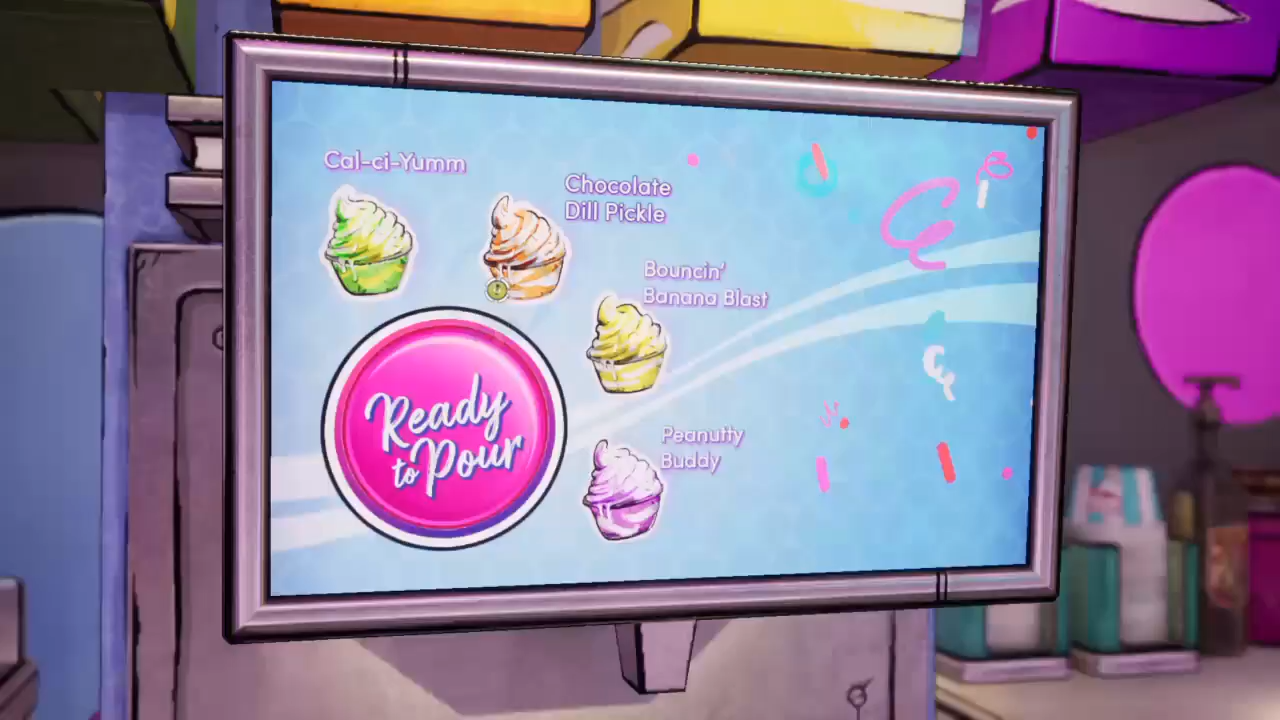 Cal-ci-Yumm
Chocolate
Dill Pickle
Bouncin'
Banana Blast
Ready
to Pour
Peanutty
Buddy